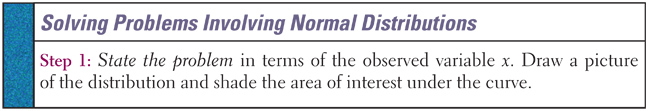 Solving Problems Involving Normal Distributions
Step 1: State the problem in terms of the observed variable x. Draw a picture
of the distribution and shade the area of interest under the curve.